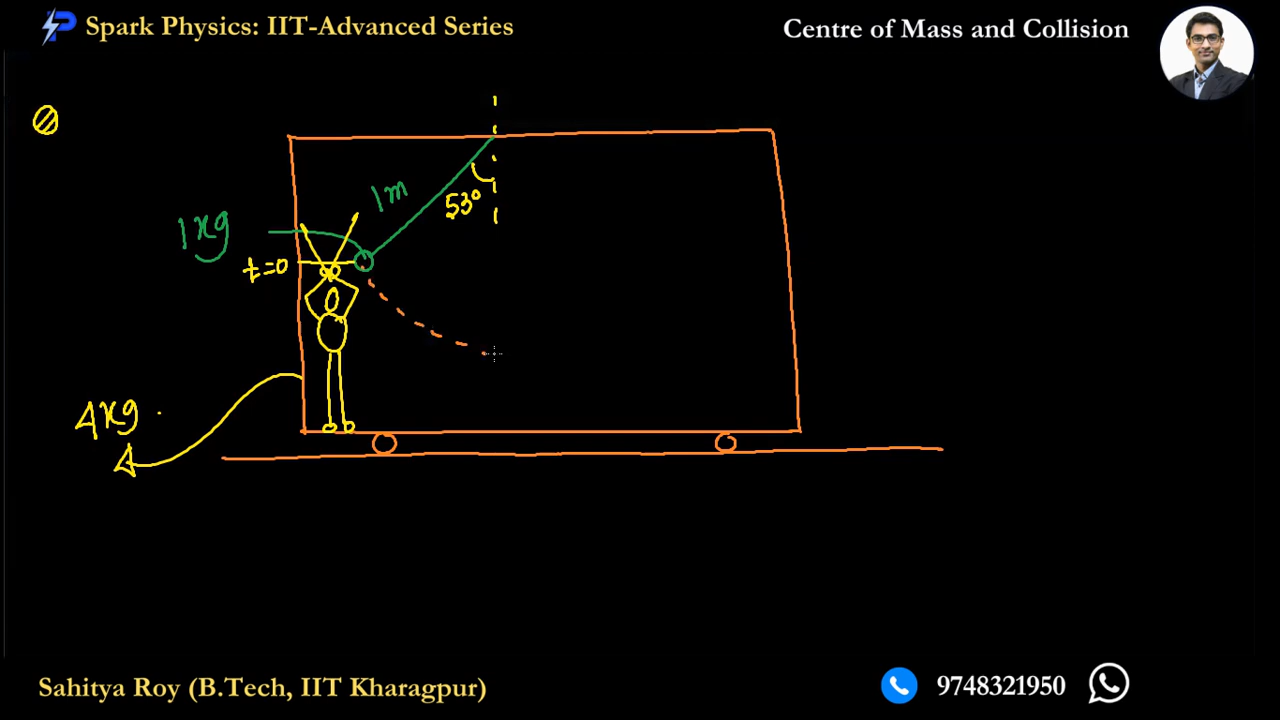 Spark Physics: IIT-Advanced Series
Centre of Mass and Collision
1m
53°
1kg
t=0
4kg
Sahitya Roy (B.Tech, IIT Kharagpur)
9748321950